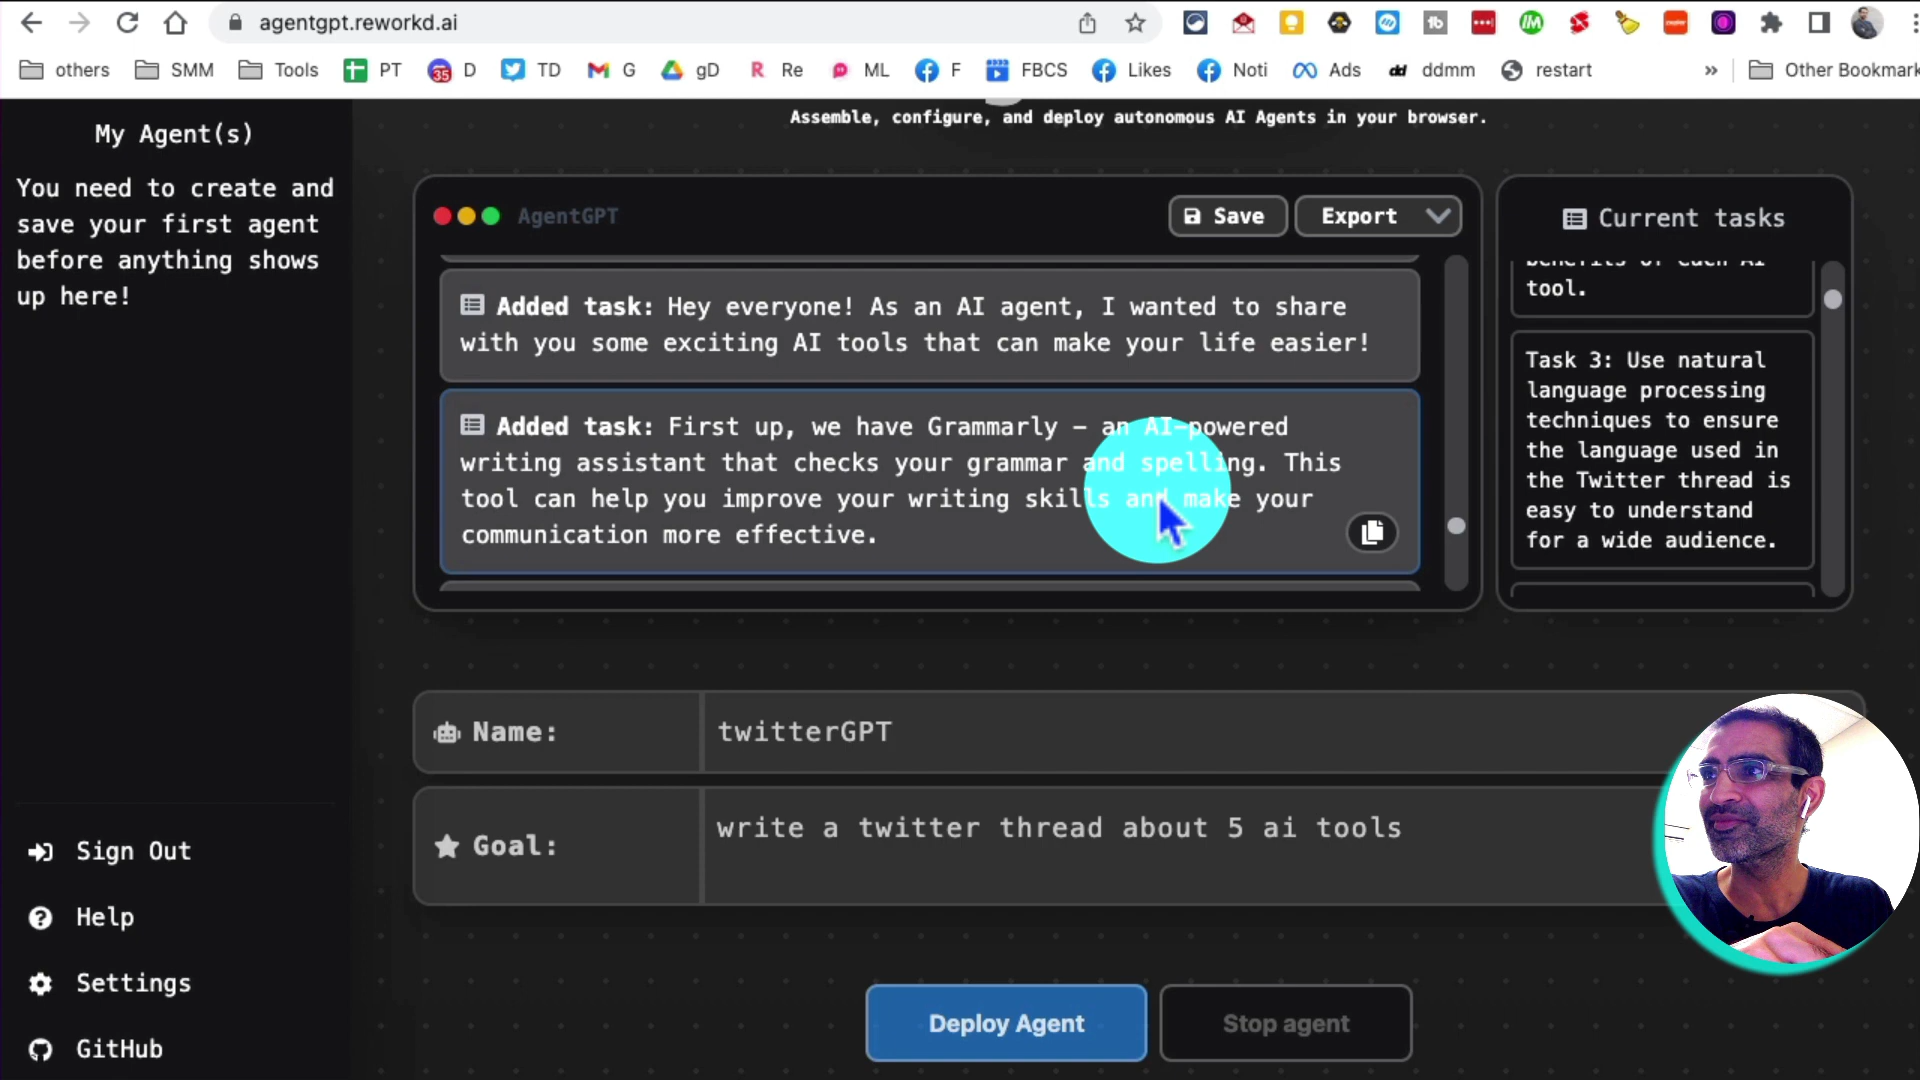 agentgpt.reworkd.ai
others SMM Tools PT 35 D TD G gD Re ML F FBCS Likes Noti Ads dd ddmm restart » Other Bookmark
My Agent(s)
You need to create and
save your first agent
before anything shows
up here!
Assemble, configure, and deploy autonomous AI Agents in your browser.
AgentGPT Save Export
Added task: Hey everyone! As an AI agent, I wanted to share
with you some exciting AI tools that can make your life easier!
Added task: First up, we have Grammarly – an AI-powered
writing assistant that checks your grammar and spelling. This
tool can help you improve your writing skills and make your
communication more effective.
Current tasks
benefits of each AI
tool.
Task 3: Use natural
language processing
techniques to ensure
the language used in
the Twitter thread is
easy to understand
for a wide audience.
Name: twitterGPT
Goal: write a twitter thread about 5 ai tools
Deploy Agent Stop agent
Sign Out
Help
Settings
GitHub